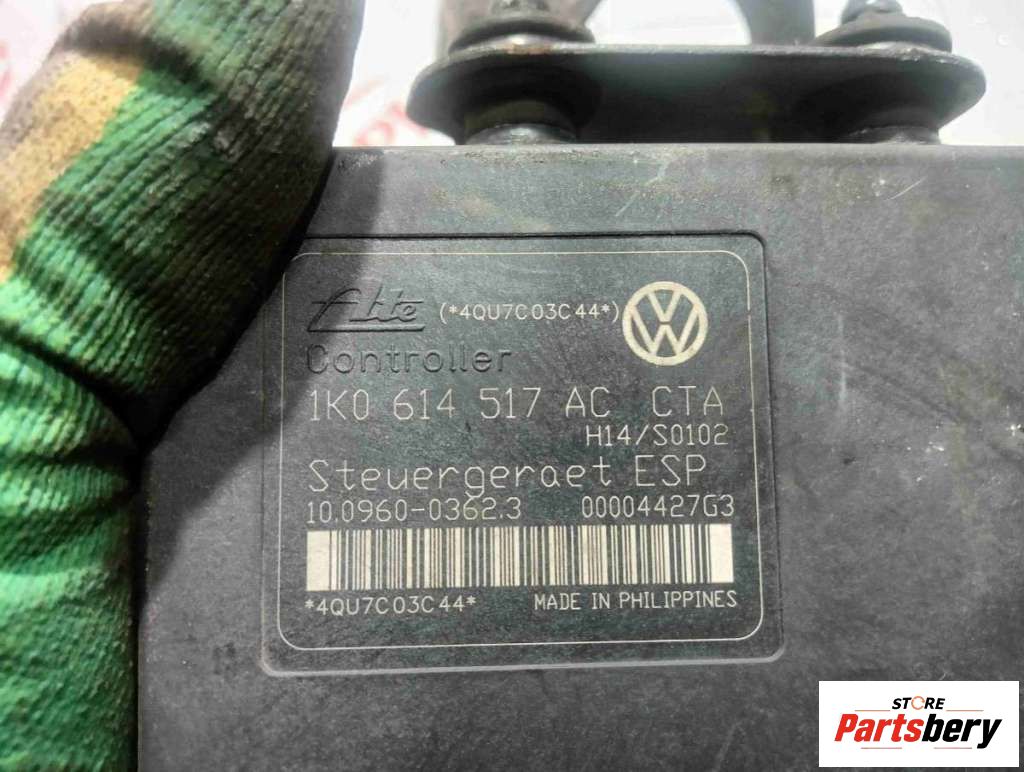 Ate (*4QU7C03C44*)
Controller
1K0 614 517 AC CTA
H14/S0102
Steuergeraet ESP
10.0960-0362.3 00004427G3
*4QU7C03C44* MADE IN PHILIPPINES
STORE
Partsbery